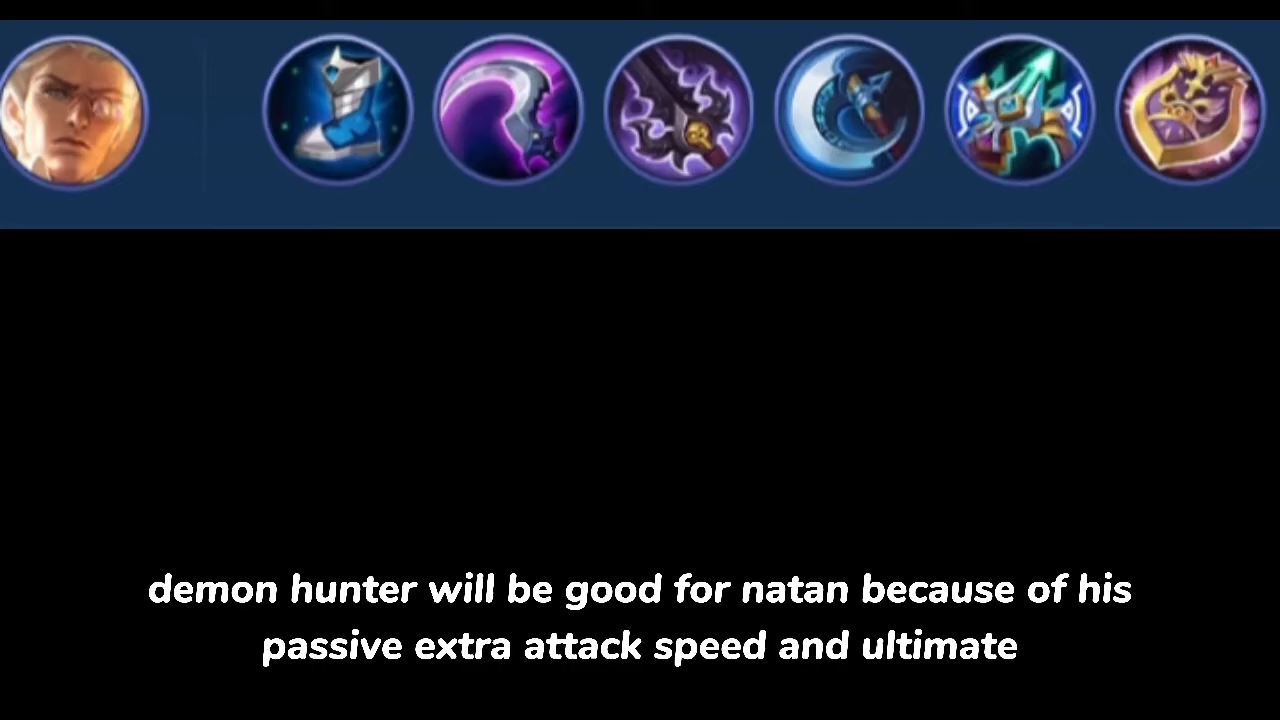 demon hunter will be good for natan because of his
passive extra attack speed and ultimate